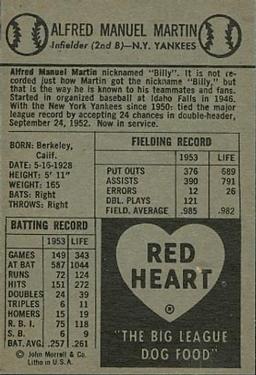 ALFRED MANUEL MARTIN
Infielder (2nd B)—N.Y. YANKEES
Alfred Manuel Martin nicknamed "Billy". It is not re-
corded just how Martin got the nickname "Billy," but
that is the way he is known to his teammates and fans.
Started in organized baseball at Idaho Falls in 1946.
With the New York Yankees since 1950: tied the major
league record by accepting 24 chances in double-header,
September 24, 1952. Now in service.
BORN: Berkeley,
Calif.
DATE: 5-16-1928
HEIGHT: 5' 11"
WEIGHT: 165
BATS: Right
THROWS: Right
FIELDING RECORD
1953 LIFE
PUT OUTS 376 689
ASSISTS 390 791
ERRORS 12 26
DBL. PLAYS 121
FIELD. AVERAGE .985 .982
BATTING RECORD
1953 LIFE
GAMES 149 343
AT BAT 587 1044
RUNS 72 124
HITS 151 272
DOUBLES 24 39
TRIPLES 6 11
HOMERS 15 19
R. B. I. 75 118
S. B. 6 9
BAT. AVG. .257 .261
© John Morrell & Co.
Litho in U.S.A.
RED
HEART
®
"THE BIG LEAGUE
DOG FOOD"